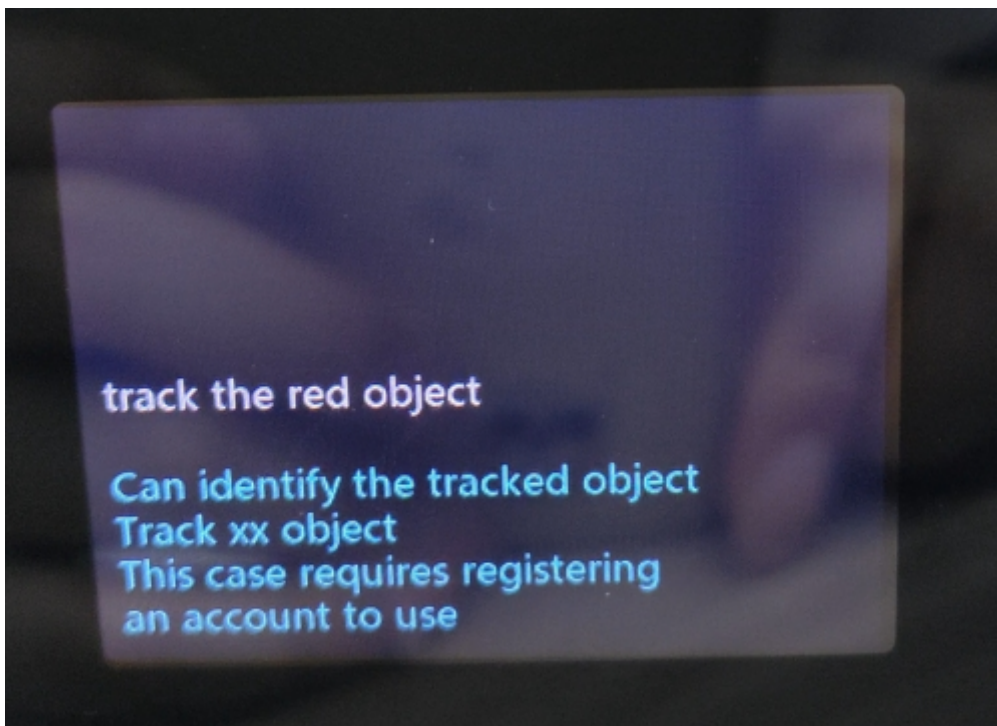 track the red object
Can identify the tracked object
Track xx object
This case requires registering
an account to use